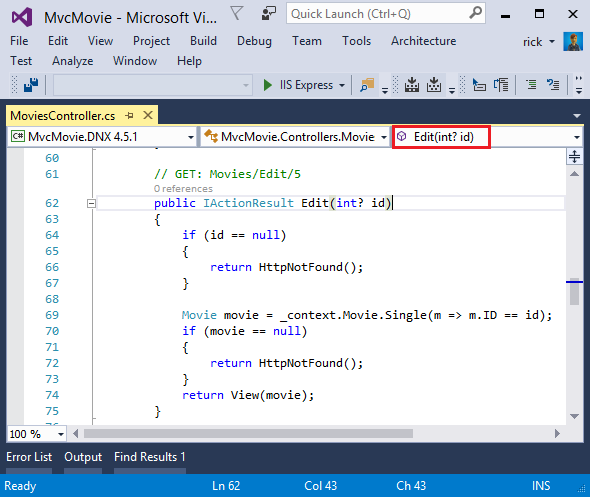 MvcMovie - Microsoft Vi...
Quick Launch (Ctrl+Q)
File Edit View Project Build Debug Team Tools Architecture rick
Test Analyze Window Help
IIS Express
MoviesController.cs
C# MvcMovie.DNX 4.5.1 MvcMovie.Controllers.Movie Edit(int? id)
60 }
61 // GET: Movies/Edit/5
0 references
62 public IActionResult Edit(int? id)
63 {
64 if (id == null)
65 {
66 return HttpNotFound();
67 }
68
69 Movie movie = _context.Movie.Single(m => m.ID == id);
70 if (movie == null)
71 {
72 return HttpNotFound();
73 }
74 return View(movie);
75 }
100 %
Error List Output Find Results 1
Ready Ln 62 Col 43 Ch 43 INS